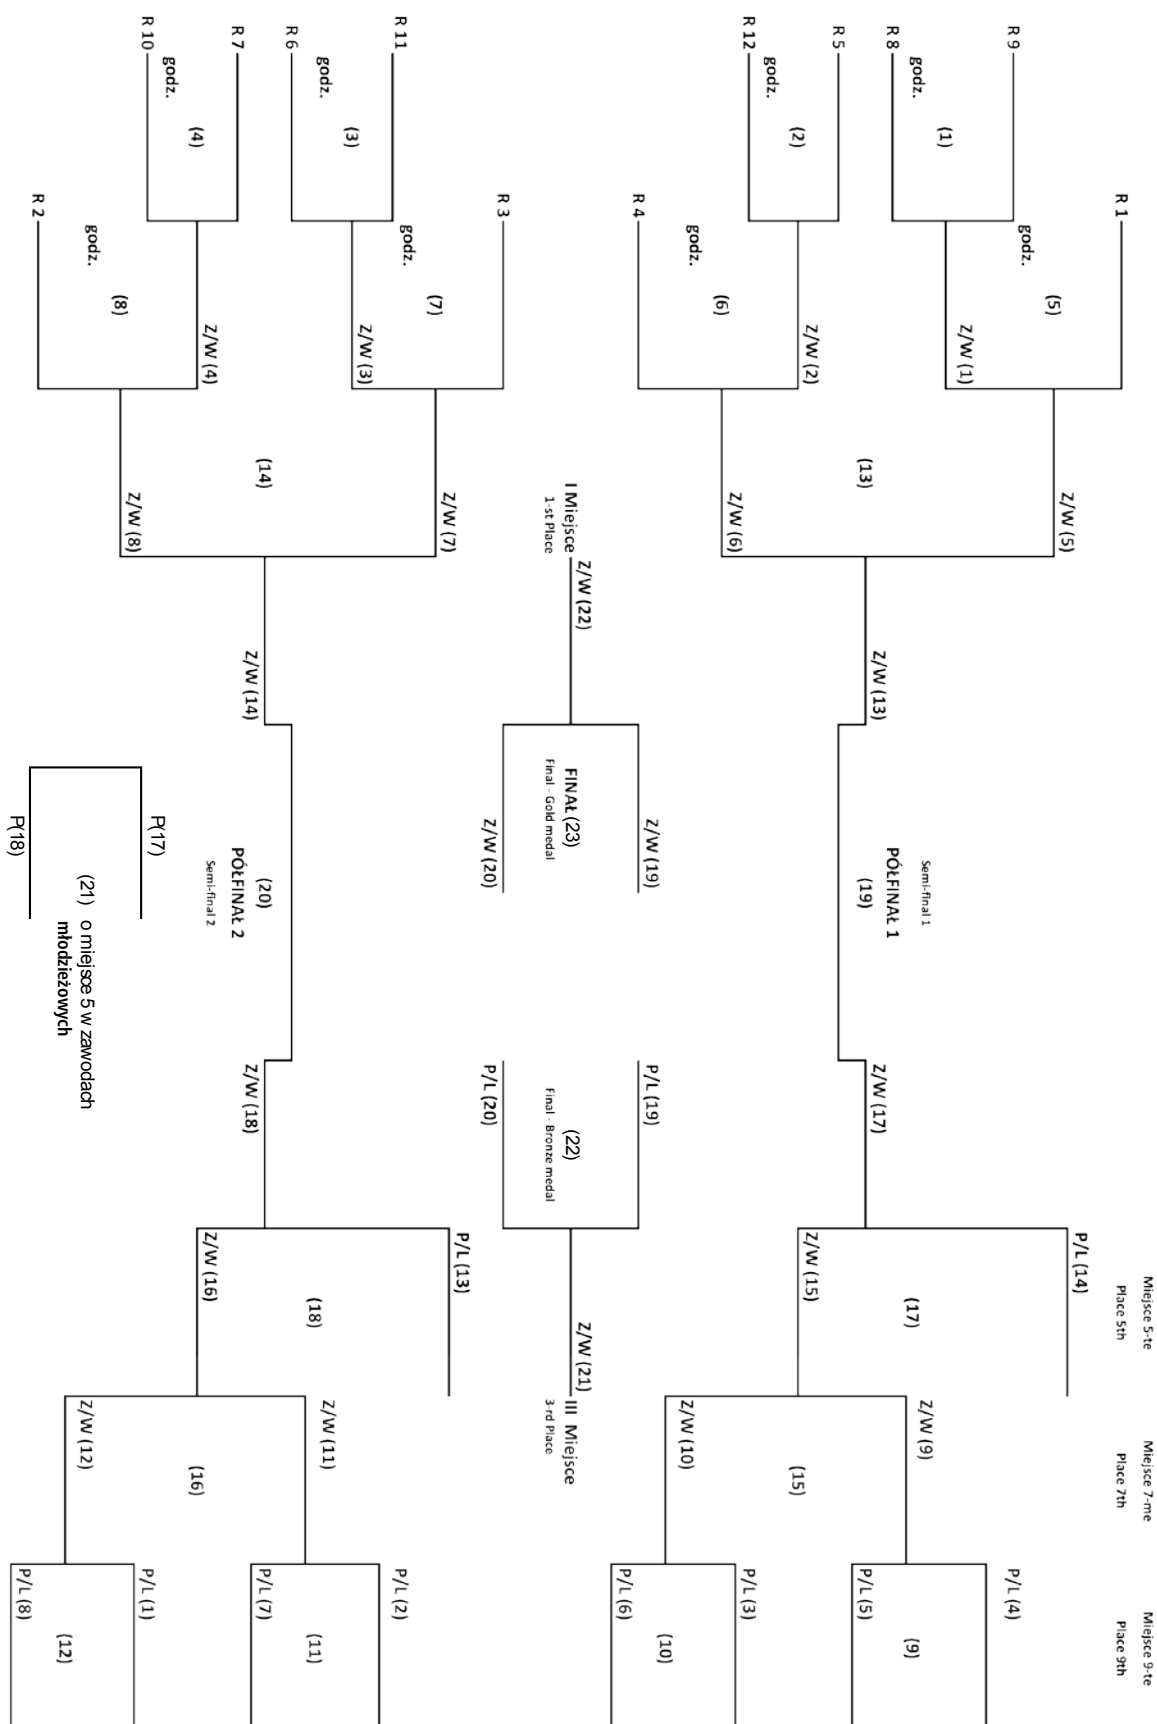 Miejsce 5-te
Place 5th
Miejsce 7-me
Place 7th
Miejsce 9-te
Place 9th
R 1
godz.
(5)
Z/W (5)
R 9
(1)
godz.
R 8
Z/W (1)
(13)
Z/W (13)
Semi-final 1
PÓŁFINAŁ 1
(19)
Z/W (17)
P/L (14)
(17)
Z/W (15)
Z/W (9)
P/L (4)
(9)
P/L (5)
R 5
(2)
godz.
R 12
Z/W (2)
(6)
godz.
R 4
Z/W (6)
(15)
Z/W (10)
P/L (3)
(10)
P/L (6)
I Miejsce
1-st Place
Z/W (22)
Z/W (19)
FINAŁ (23)
Final - Gold medal
Z/W (20)
P/L (19)
(22)
Final - Bronze medal
P/L (20)
Z/W (21)
III Miejsce
3-rd Place
R 3
godz.
(7)
Z/W (7)
R 11
(3)
godz.
R 6
Z/W (3)
(14)
Z/W (14)
(20)
PÓŁFINAŁ 2
Semi-final 2
Z/W (18)
P/L (13)
(18)
Z/W (16)
Z/W (11)
P/L (2)
(11)
P/L (7)
R 7
(4)
godz.
R 10
Z/W (4)
(8)
godz.
R 2
Z/W (8)
(16)
Z/W (12)
P/L (1)
(12)
P/L (8)
P(17)
(21) o miejsce 5 w zawodach
młodzieżowych
P(18)